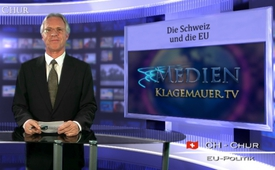 CHUR
Die Schweiz
und die EU
MEDIEN
KLAGEMAUER.TV
CH - CHUR
EU-POLITIK